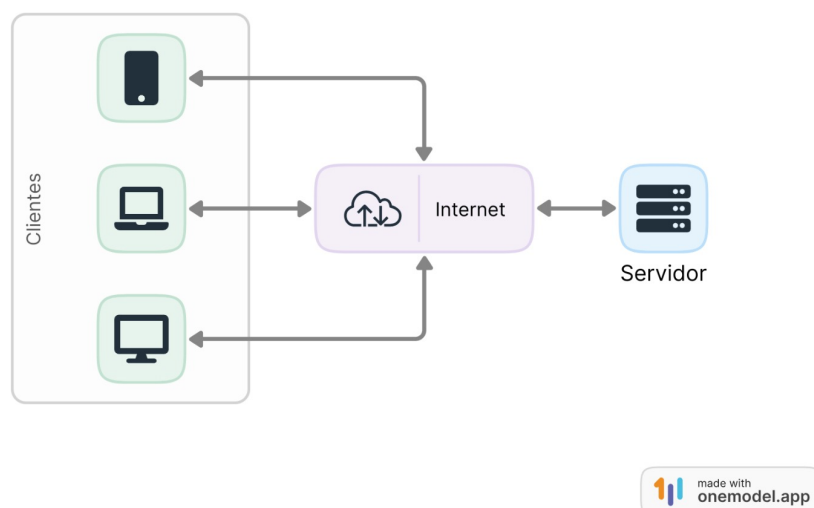 Clientes
Internet
Servidor
made with
onemodel.app